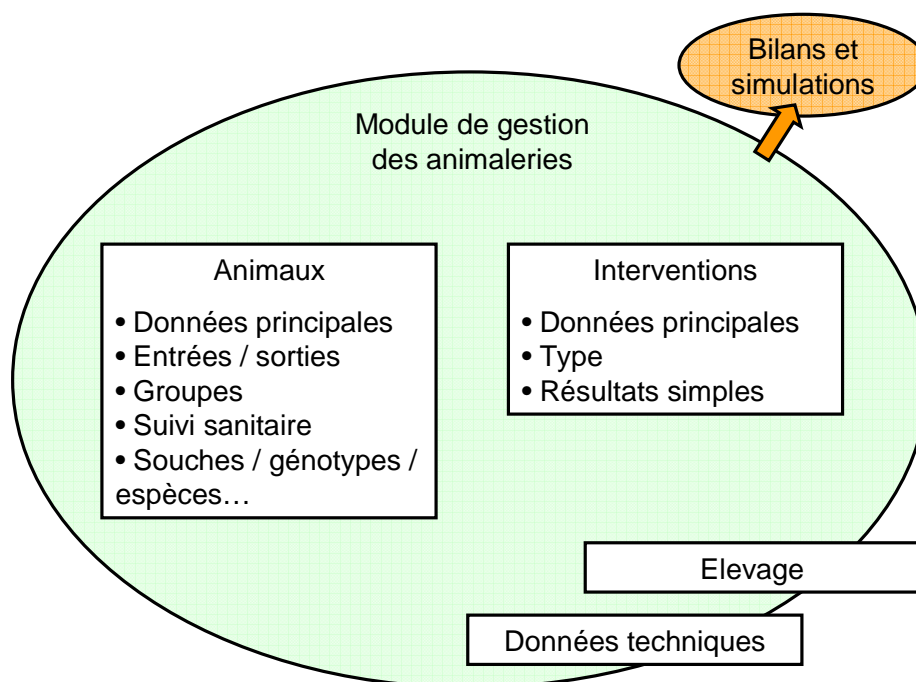 Bilans et
simulations
Module de gestion
des animaleries
Animaux
• Données principales
• Entrées / sorties
• Groupes
• Suivi sanitaire
• Souches / génotypes /
espèces…
Interventions
• Données principales
• Type
• Résultats simples
Elevage
Données techniques